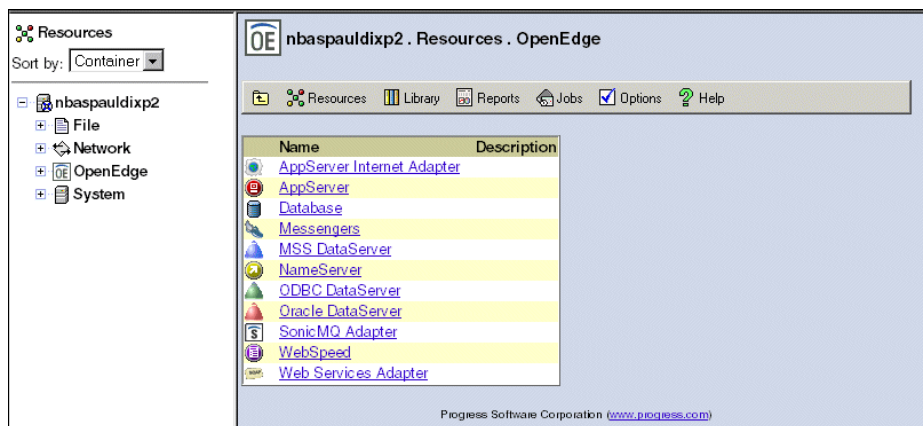 Resources
Sort by: Container
nbaspauldixp2
File
Network
OpenEdge
System
OE nbaspauldixp2 . Resources . OpenEdge
Resources Library Reports Jobs Options ? Help
Name Description
AppServer Internet Adapter
AppServer
Database
Messengers
MSS DataServer
NameServer
ODBC DataServer
Oracle DataServer
SonicMQ Adapter
WebSpeed
Web Services Adapter
Progress Software Corporation (www.progress.com)